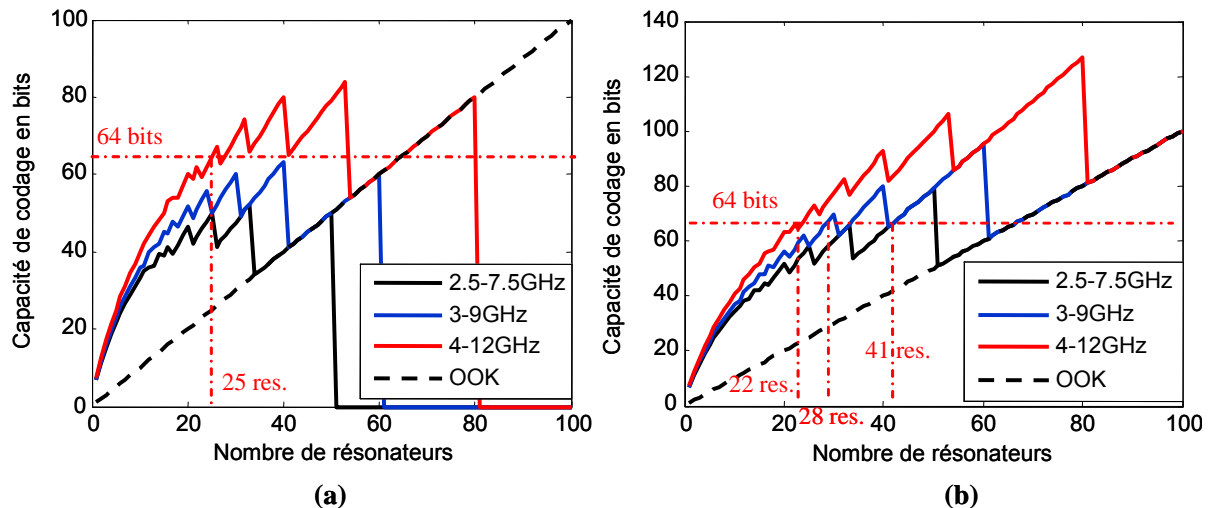 100
80
60
40
20
0
Capacité de codage en bits
64 bits
25 res.
2.5-7.5GHz
3-9GHz
4-12GHz
OOK
0 20 40 60 80 100
Nombre de résonateurs
(a)
140
120
100
80
60
40
20
0
Capacité de codage en bits
64 bits
22 res.
28 res.
41 res.
2.5-7.5GHz
3-9GHz
4-12GHz
OOK
0 20 40 60 80 100
Nombre de résonateurs
(b)